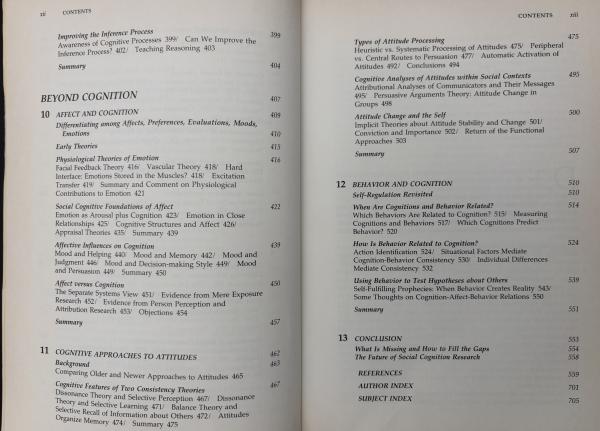 xii CONTENTS
Improving the Inference Process 399
Awareness of Cognitive Processes 399/ Can We Improve the
Inference Process? 402/ Teaching Reasoning 403
Summary 404
BEYOND COGNITION 407
10 AFFECT AND COGNITION 409
Differentiating among Affects, Preferences, Evaluations, Moods,
Emotions 410
Early Theories 415
Physiological Theories of Emotion 416
Facial Feedback Theory 416/ Vascular Theory 418/ Hard
Interface: Emotions Stored in the Muscles? 418/ Excitation
Transfer 419/ Summary and Comment on Physiological
Contributions to Emotion 421
Social Cognitive Foundations of Affect 422
Emotion as Arousal plus Cognition 423/ Emotion in Close
Relationships 425/ Cognitive Structures and Affect 426/
Appraisal Theories 435/ Summary 439
Affective Influences on Cognition 439
Mood and Helping 440/ Mood and Memory 442/ Mood and
Judgment 446/ Mood and Decision-making Style 449/ Mood
and Persuasion 449/ Summary 450
Affect versus Cognition 450
The Separate Systems View 451/ Evidence from Mere Exposure
Research 452/ Evidence from Person Perception and
Attribution Research 453/ Objections 454
Summary 457
11 COGNITIVE APPROACHES TO ATTITUDES 462
Background 463
Comparing Older and Newer Approaches to Attitudes 465
Cognitive Features of Two Consistency Theories 467
Dissonance Theory and Selective Perception 467/ Dissonance
Theory and Selective Learning 471/ Balance Theory and
Selective Recall of Information about Others 472/ Attitudes
Organize Memory 474/ Summary 475
CONTENTS xiii
Types of Attitude Processing 475
Heuristic vs. Systematic Processing of Attitudes 475/ Peripheral
vs. Central Routes to Persuasion 477/ Automatic Activation of
Attitudes 492/ Conclusions 494
Cognitive Analyses of Attitudes within Social Contexts 495
Attributional Analyses of Communicators and Their Messages
495/ Persuasive Arguments Theory: Attitude Change in
Groups 498
Attitude Change and the Self 500
Implicit Theories about Attitude Stability and Change 501/
Conviction and Importance 502/ Return of the Functional
Approaches 503
Summary 507
12 BEHAVIOR AND COGNITION 510
Self-Regulation Revisited 510
When Are Cognitions and Behavior Related? 514
Which Behaviors Are Related to Cognition? 515/ Measuring
Cognitions and Behaviors 517/ Which Cognitions Predict
Behavior? 520
How Is Behavior Related to Cognition? 524
Action Identification 524/ Situational Factors Mediate
Cognition-Behavior Consistency 530/ Individual Differences
Mediate Consistency 532
Using Behavior to Test Hypotheses about Others 539
Self-Fulfilling Prophecies: When Behavior Creates Reality 543/
Some Thoughts on Cognition-Affect-Behavior Relations 550
Summary 551
13 CONCLUSION 553
What Is Missing and How to Fill the Gaps 554
The Future of Social Cognition Research 558
REFERENCES 559
AUTHOR INDEX 701
SUBJECT INDEX 705